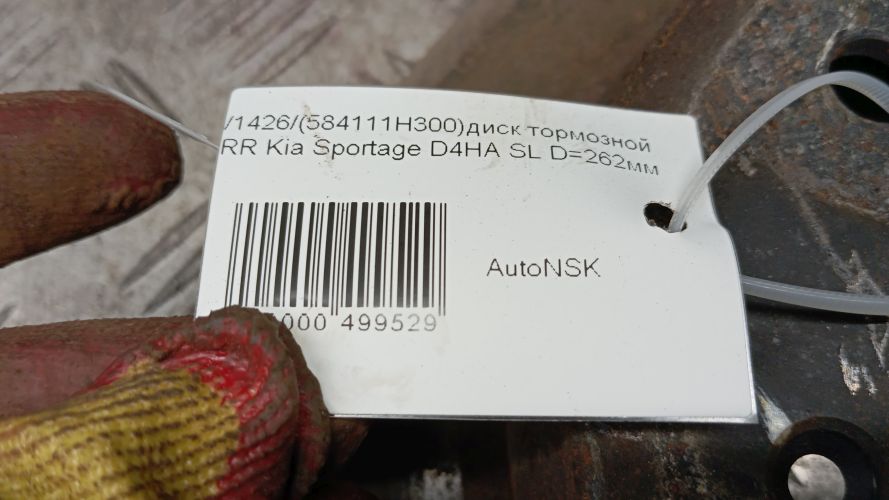 /1426/(584111H300)диск тормозной
RR Kia Sportage D4HA SL D=262мм
AutoNSK
000 499529